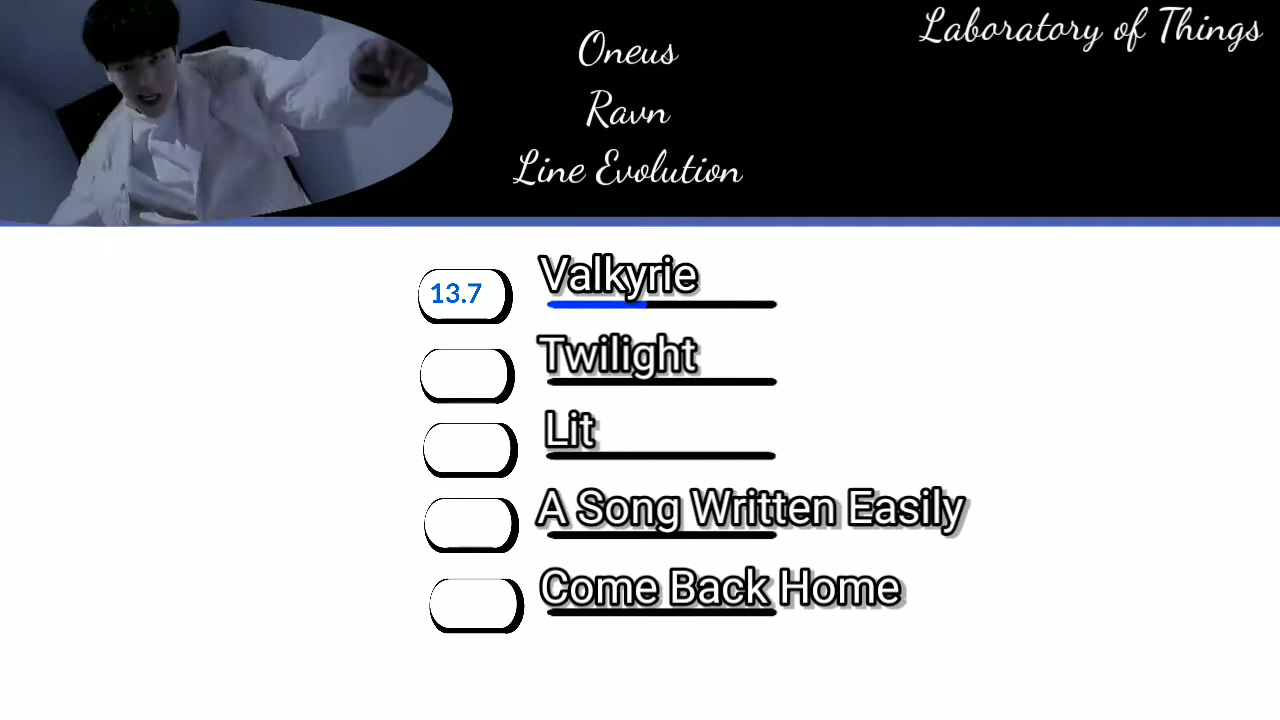 Laboratory of Things
Oneus
Ravn
Line Evolution
13.7
Valkyrie
Twilight
Lit
A Song Written Easily
Come Back Home